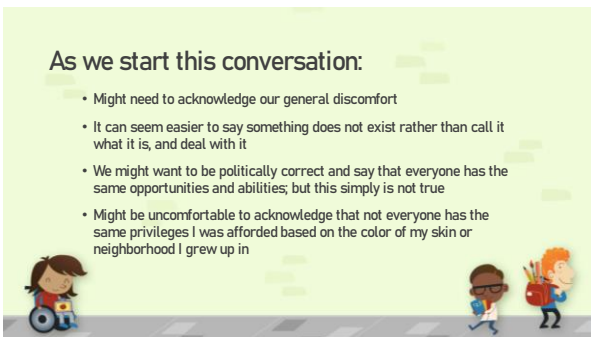 As we start this conversation:
• Might need to acknowledge our general discomfort
• It can seem easier to say something does not exist rather than call it
what it is, and deal with it
• We might want to be politically correct and say that everyone has the
same opportunities and abilities; but this simply is not true
• Might be uncomfortable to acknowledge that not everyone has the
same privileges I was afforded based on the color of my skin or
neighborhood I grew up in